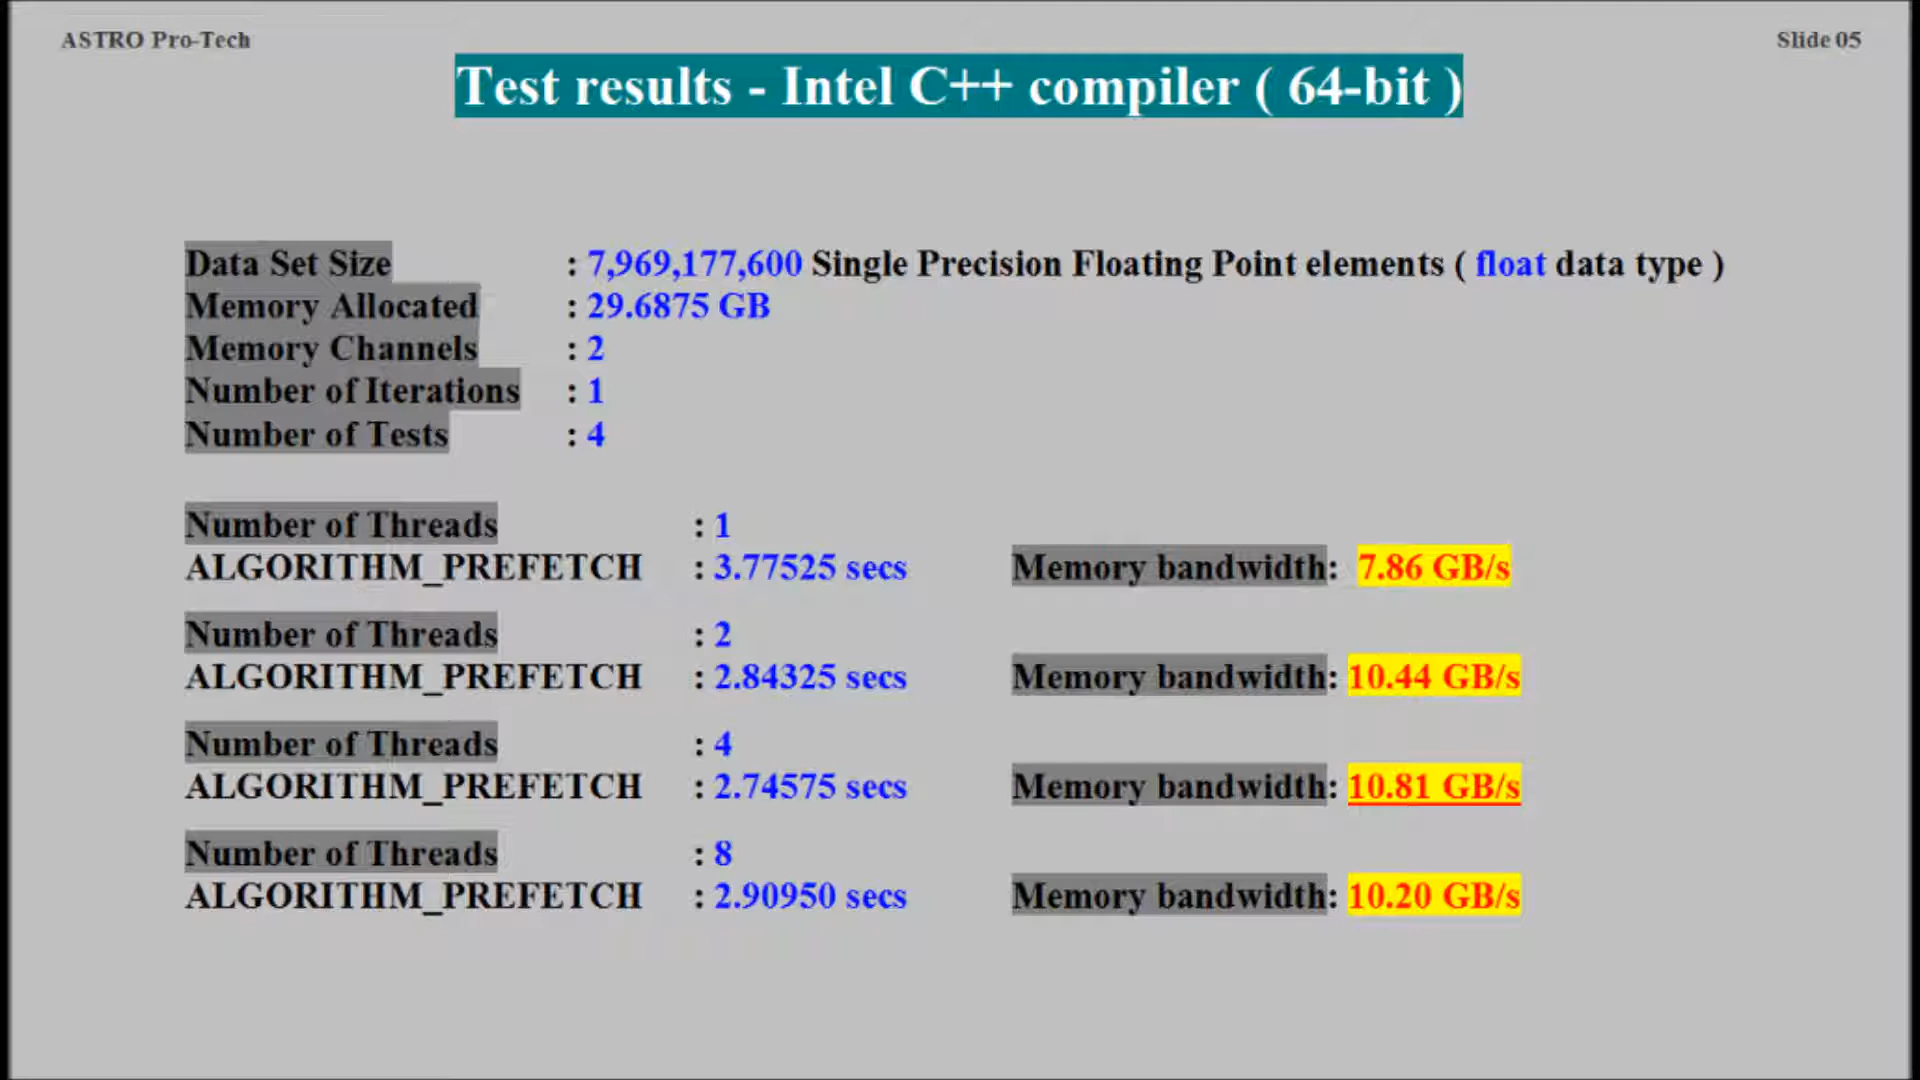 ASTRO Pro-Tech
Slide 05
Test results - Intel C++ compiler ( 64-bit )
Data Set Size : 7,969,177,600 Single Precision Floating Point elements ( float data type )
Memory Allocated : 29.6875 GB
Memory Channels : 2
Number of Iterations : 1
Number of Tests : 4
Number of Threads : 1
ALGORITHM_PREFETCH : 3.77525 secs Memory bandwidth: 7.86 GB/s
Number of Threads : 2
ALGORITHM_PREFETCH : 2.84325 secs Memory bandwidth: 10.44 GB/s
Number of Threads : 4
ALGORITHM_PREFETCH : 2.74575 secs Memory bandwidth: 10.81 GB/s
Number of Threads : 8
ALGORITHM_PREFETCH : 2.90950 secs Memory bandwidth: 10.20 GB/s